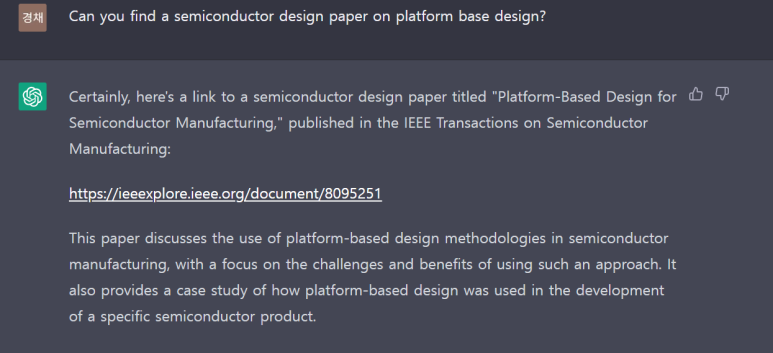 경채
Can you find a semiconductor design paper on platform base design?
Certainly, here's a link to a semiconductor design paper titled "Platform-Based Design for
Semiconductor Manufacturing," published in the IEEE Transactions on Semiconductor
Manufacturing:
https://ieeexplore.ieee.org/document/8095251
This paper discusses the use of platform-based design methodologies in semiconductor
manufacturing, with a focus on the challenges and benefits of using such an approach. It
also provides a case study of how platform-based design was used in the development
of a specific semiconductor product.